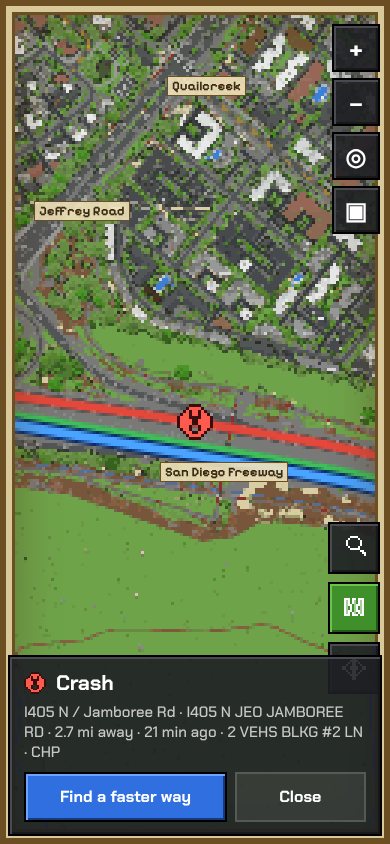 Quailcreek
Jeffrey Road
San Diego Freeway
Crash
I405 N / Jamboree Rd · I405 N JEO JAMBOREE
RD · 2.7 mi away · 21 min ago · 2 VEHS BLKG #2 LN
· CHP
Find a faster way
Close